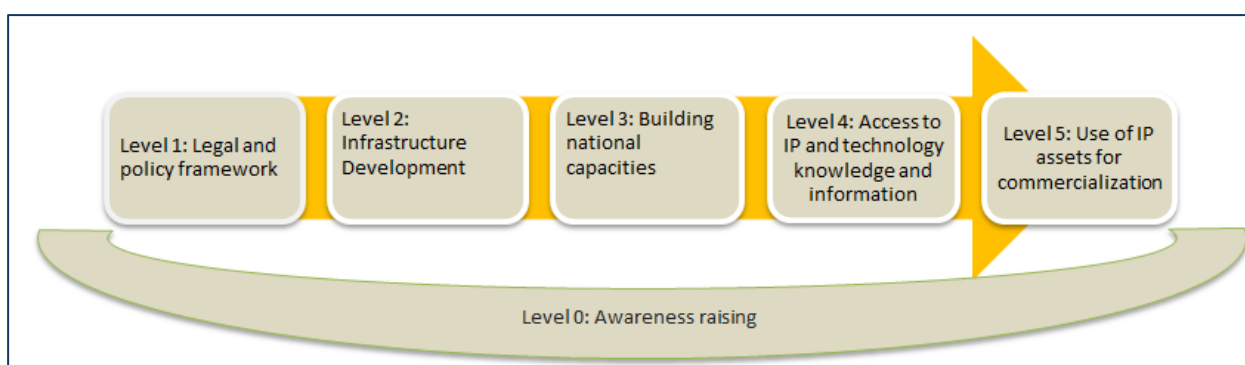 Level 1: Legal and
policy framework
Level 2:
Infrastructure
Development
Level 3: Building
national
capacities
Level 4: Access to
IP and technology
knowledge and
information
Level 5: Use of IP
assets for
commercialization
Level 0: Awareness raising